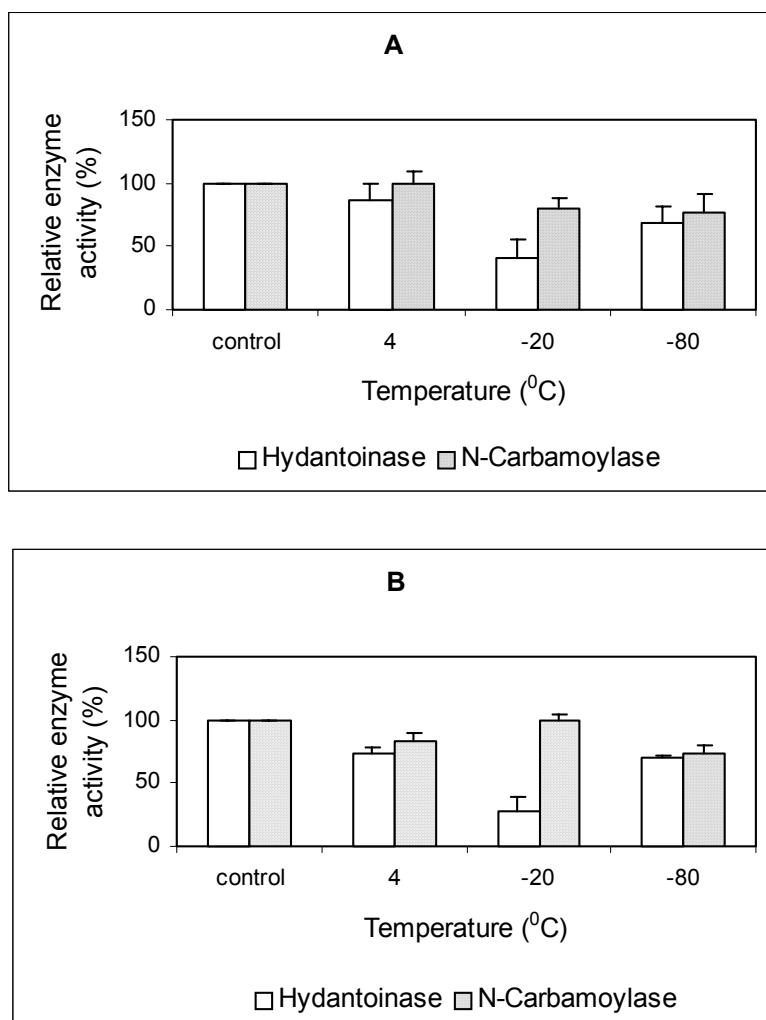 A
Relative enzyme
activity (%)
150
100
50
0
control 4 -20 -80
Temperature (⁰C)
Hydantoinase N-Carbamoylase
B
Relative enzyme
activity (%)
150
100
50
0
control 4 -20 -80
Temperature (⁰C)
Hydantoinase N-Carbamoylase